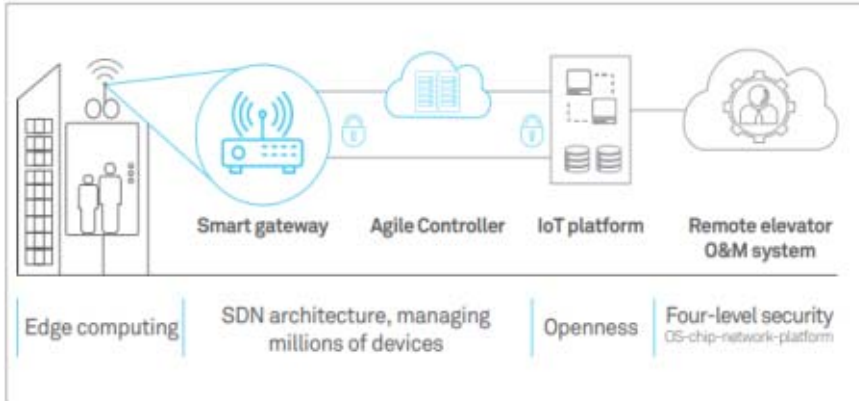 Smart gateway
Agile Controller
IoT platform
Remote elevator
O&M system
Edge computing
SDN architecture, managing
millions of devices
Openness
Four-level security
OS-chip-network-platform